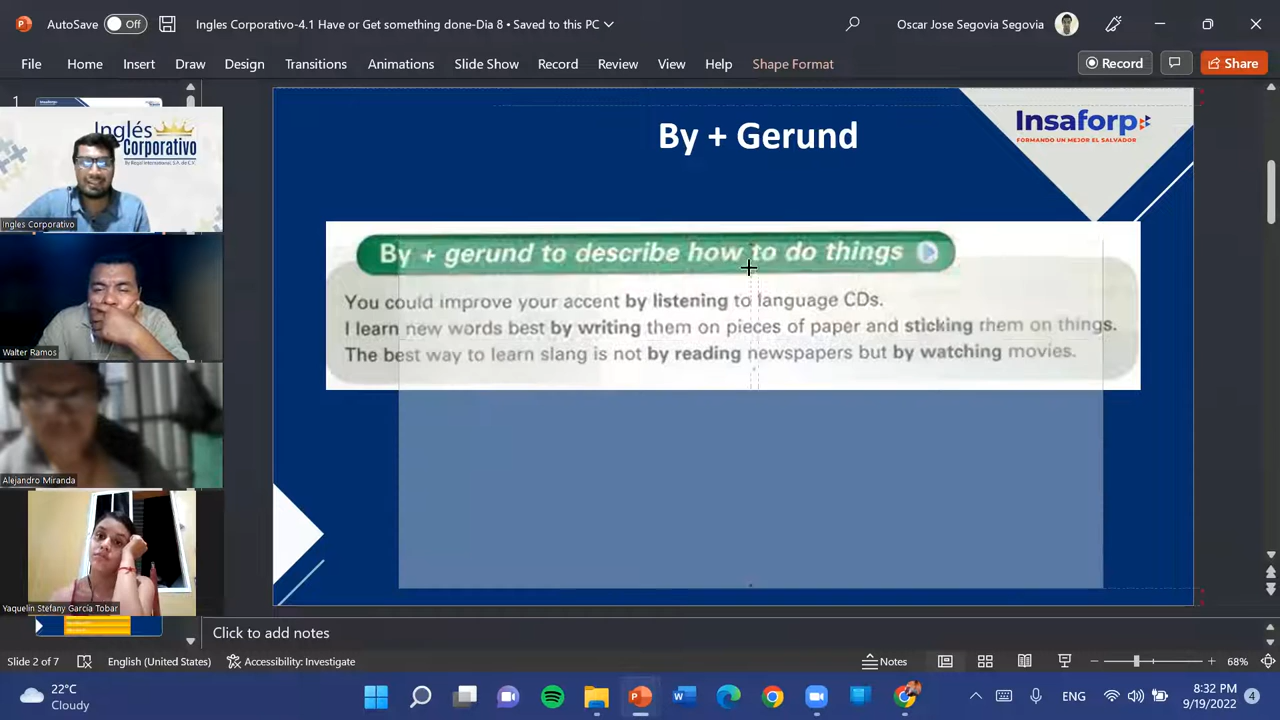 AutoSave Off Ingles Corporativo-4.1 Have or Get something done-Dia 8 • Saved to this PC Oscar Jose Segovia Segovia
File Home Insert Draw Design Transitions Animations Slide Show Record Review View Help Shape Format Record Share
1
Inglés
Corporativo
Ingles Corporativo
Walter Ramos
Alejandro Miranda
Yaquelin Stefany García Tobar
By + Gerund
Insaforp
FORMANDO UN MEJOR EL SALVADOR
By + gerund to describe how to do things
You could improve your accent by listening to language CDs.
I learn new words best by writing them on pieces of paper and sticking them on things.
The best way to learn slang is not by reading newspapers but by watching movies.
Click to add notes
Slide 2 of 7 English (United States) Accessibility: Investigate Notes 68%
22°C
Cloudy
ENG
8:32 PM
9/19/2022
4